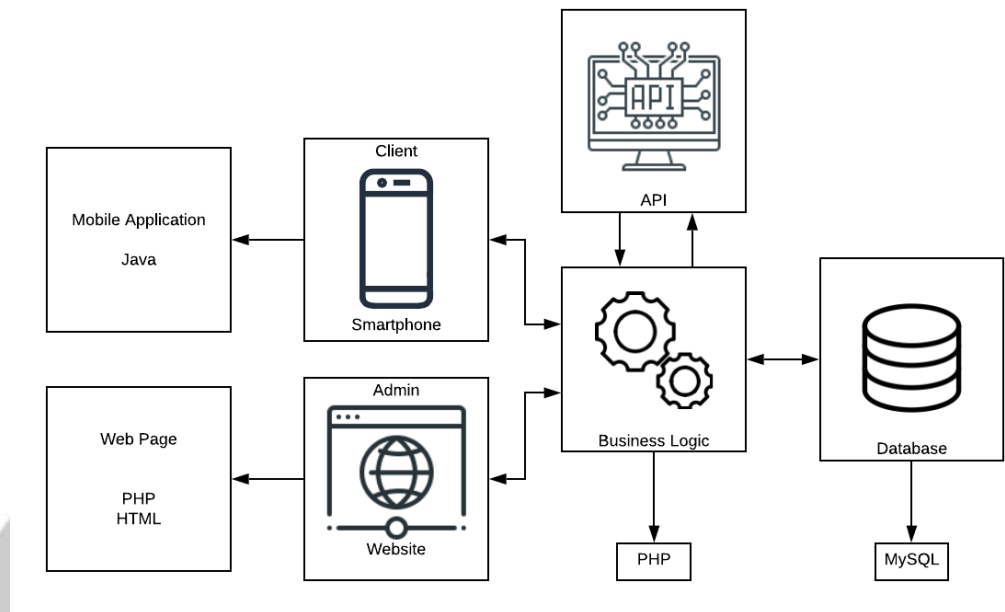 API
API
Client
Smartphone
Mobile Application
Java
Admin
Website
Web Page
PHP
HTML
Business Logic
Database
PHP
MySQL